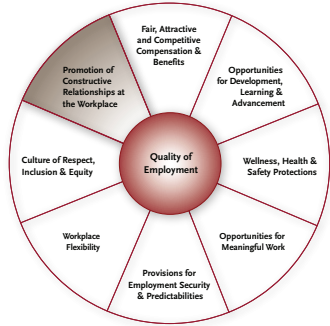 Fair, Attractive
and Competitive
Compensation &
Benefits
Opportunities
for Development,
Learning &
Advancement
Wellness, Health &
Safety Protections
Opportunities for
Meaningful Work
Provisions for
Employment Security
& Predictabilities
Workplace
Flexibility
Culture of Respect,
Inclusion & Equity
Promotion of
Constructive
Relationships at
the Workplace
Quality of
Employment